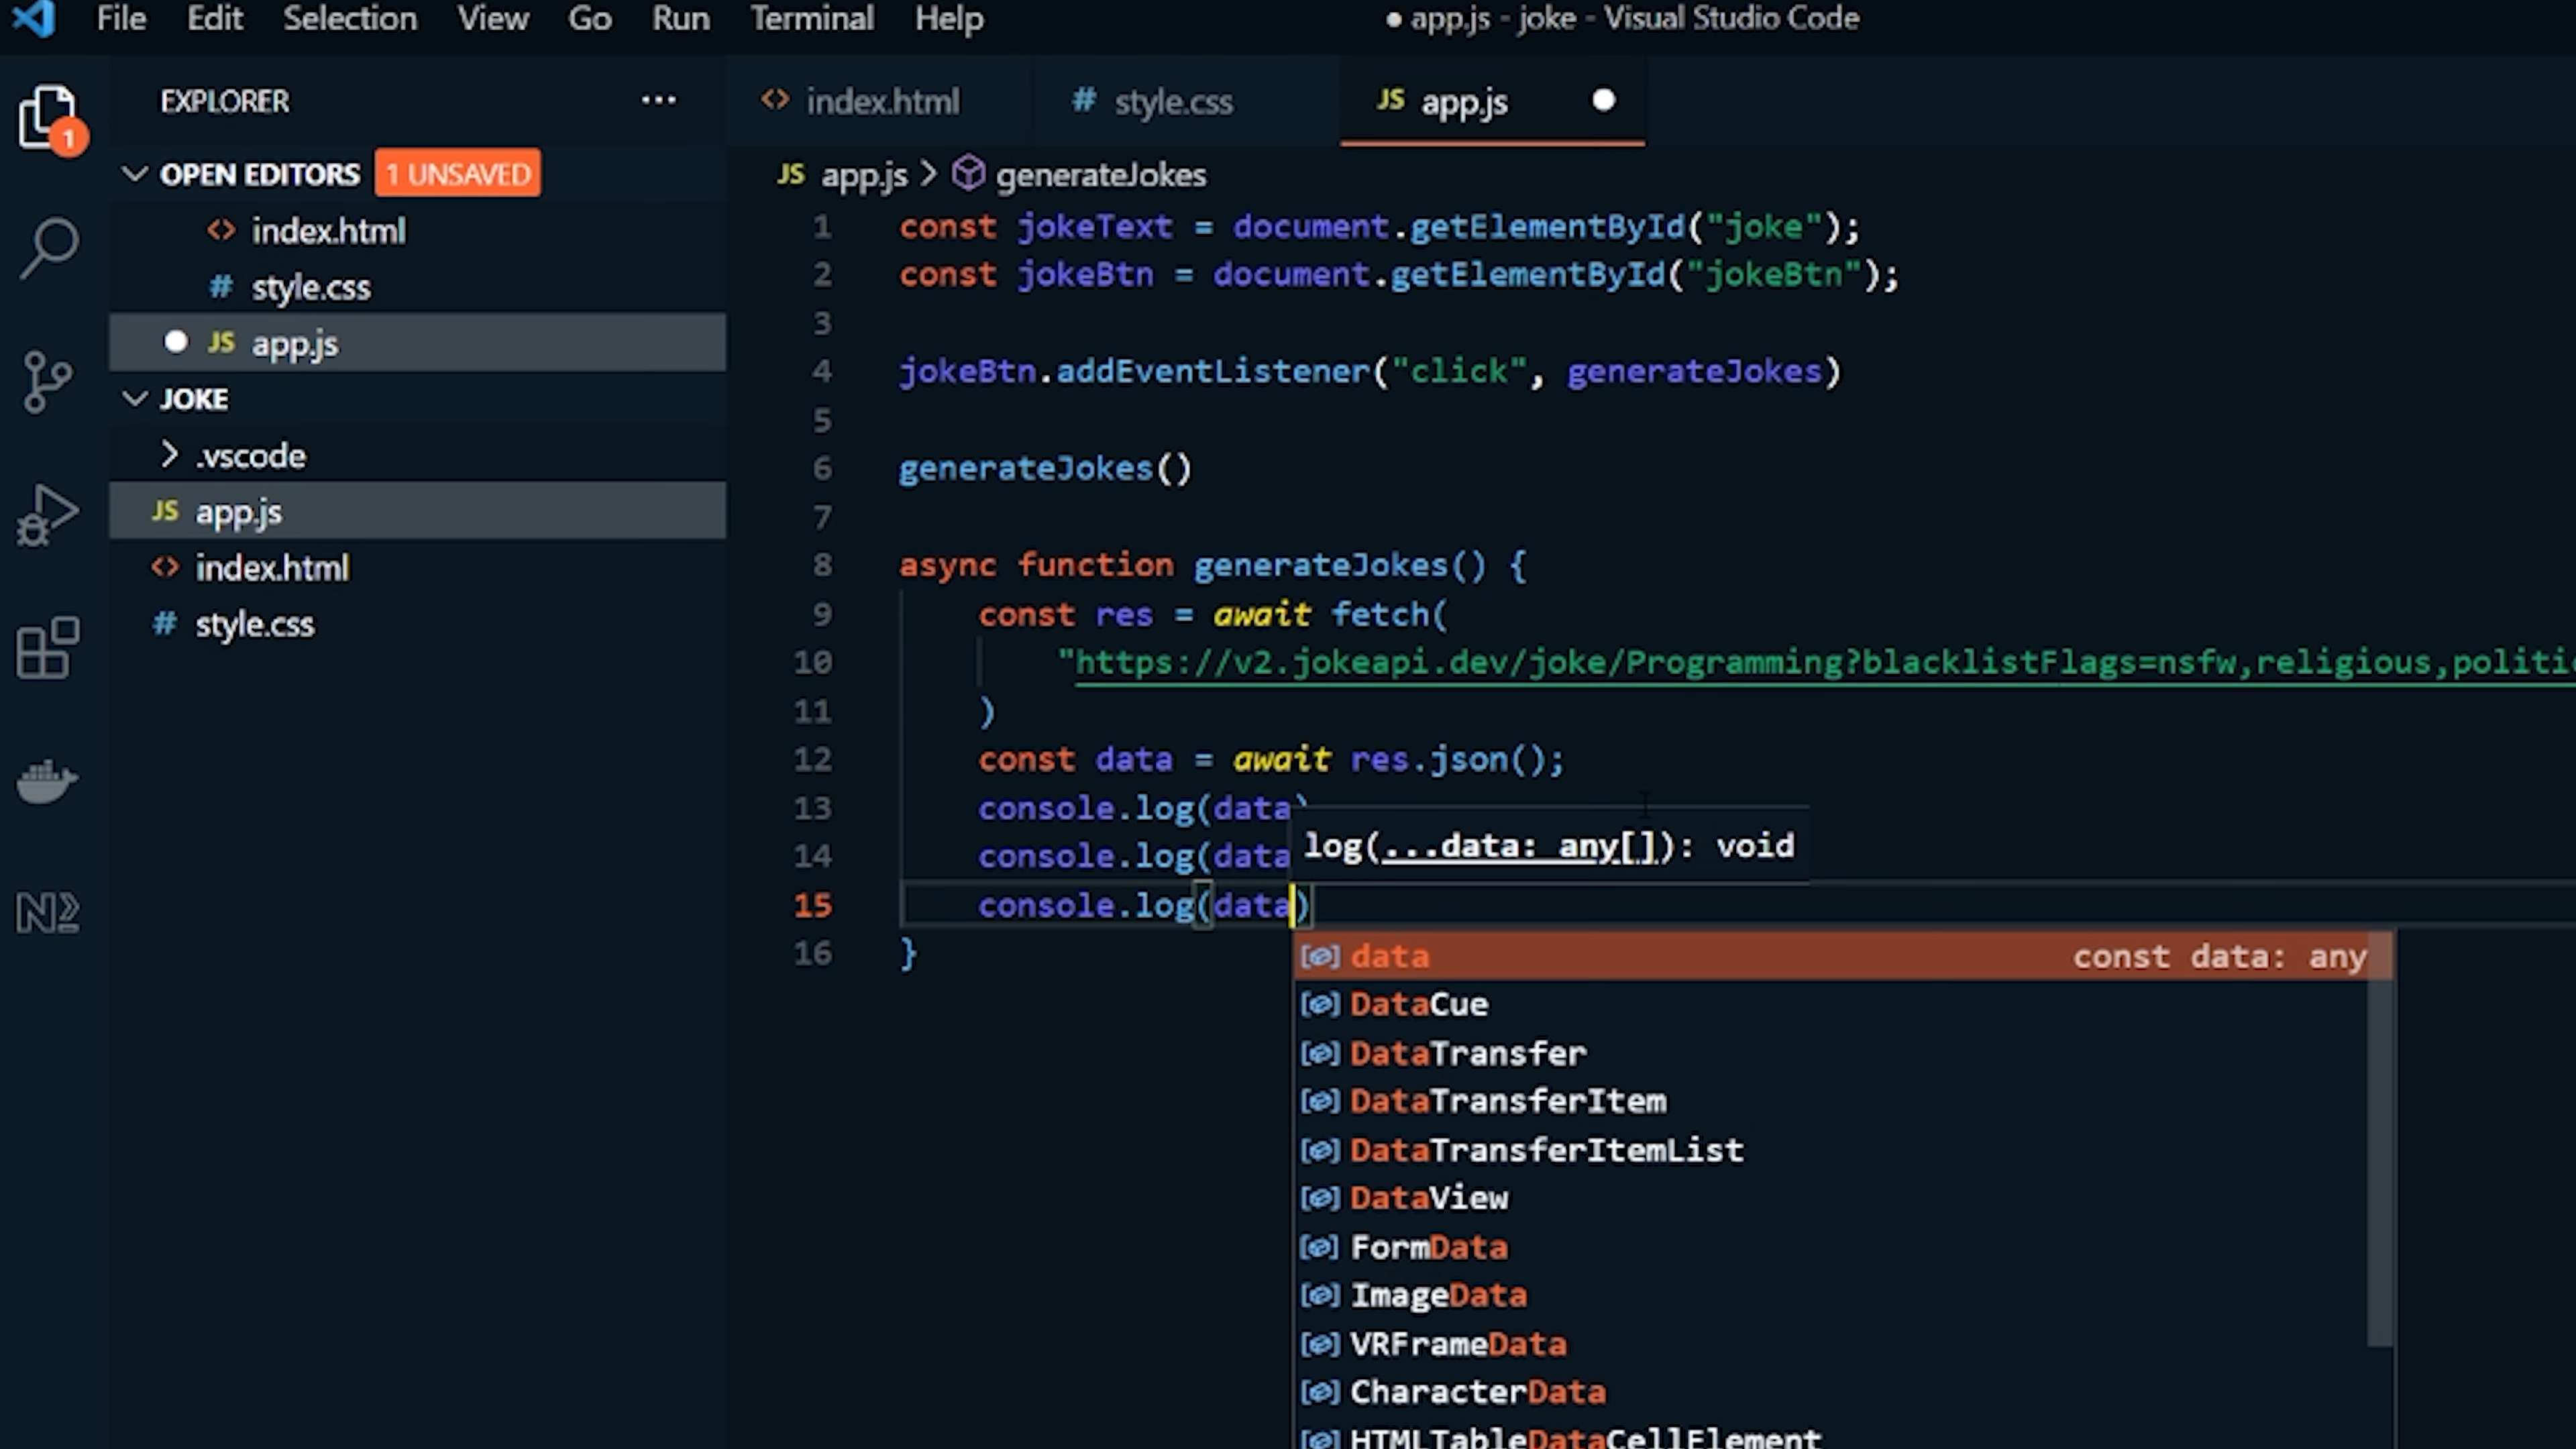 File Edit Selection View Go Run Terminal Help
● app.js - joke - Visual Studio Code
EXPLORER ...
1
OPEN EDITORS 1 UNSAVED
<> index.html
# style.css
● JS app.js
JOKE
> .vscode
JS app.js
<> index.html
# style.css
<> index.html # style.css JS app.js ●
JS app.js > generateJokes
1 const jokeText = document.getElementById("joke");
2 const jokeBtn = document.getElementById("jokeBtn");
3
4 jokeBtn.addEventListener("click", generateJokes)
5
6 generateJokes()
7
8 async function generateJokes() {
9 const res = await fetch(
10 "https://v2.jokeapi.dev/joke/Programming?blacklistFlags=nsfw,religious,politi
11 )
12 const data = await res.json();
13 console.log(data)
14 console.log(data
15 console.log(data)
16 }
log(...data: any[]): void
data const data: any
DataCue
DataTransfer
DataTransferItem
DataTransferItemList
DataView
FormData
ImageData
VRFrameData
CharacterData
HTMLTableDataCellElement